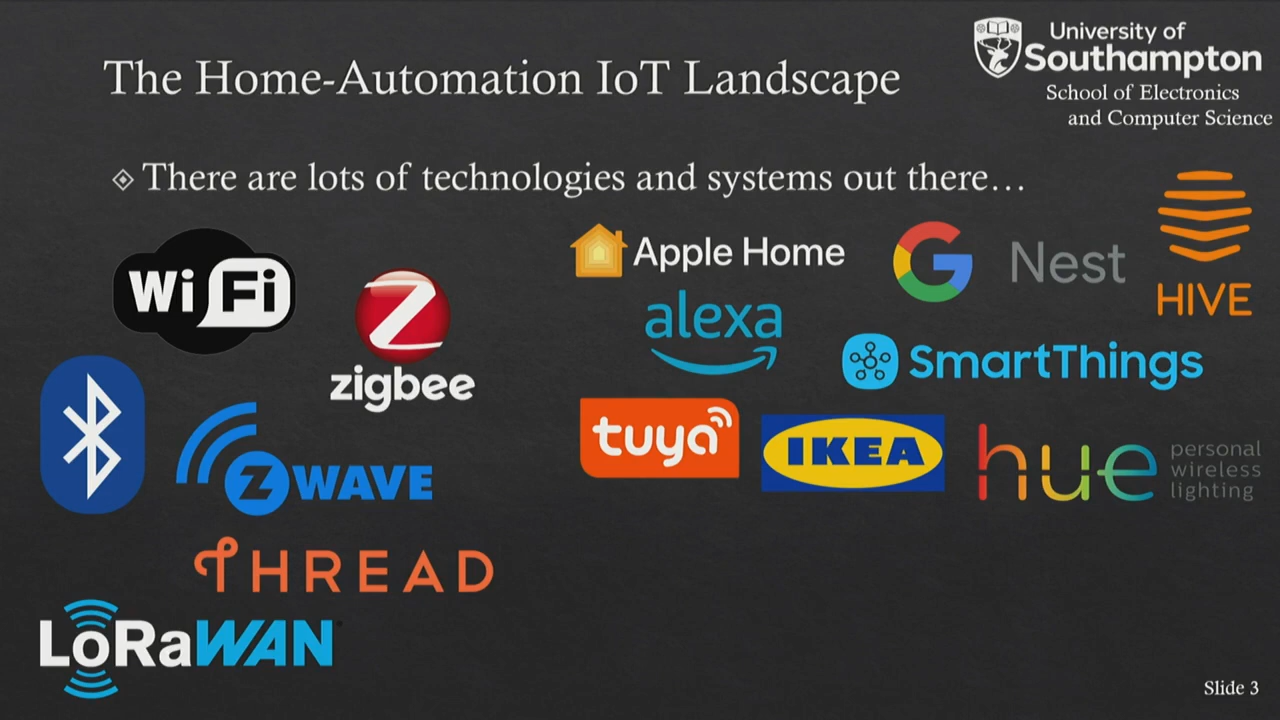 The Home-Automation IoT Landscape
University of
Southampton
School of Electronics
and Computer Science
◈ There are lots of technologies and systems out there…
WiFi
zigbee
Z WAVE
THREAD
LoRaWAN
Apple Home
G Nest
HIVE
alexa
SmartThings
tuya
IKEA
hue personal
wireless
lighting
Slide 3